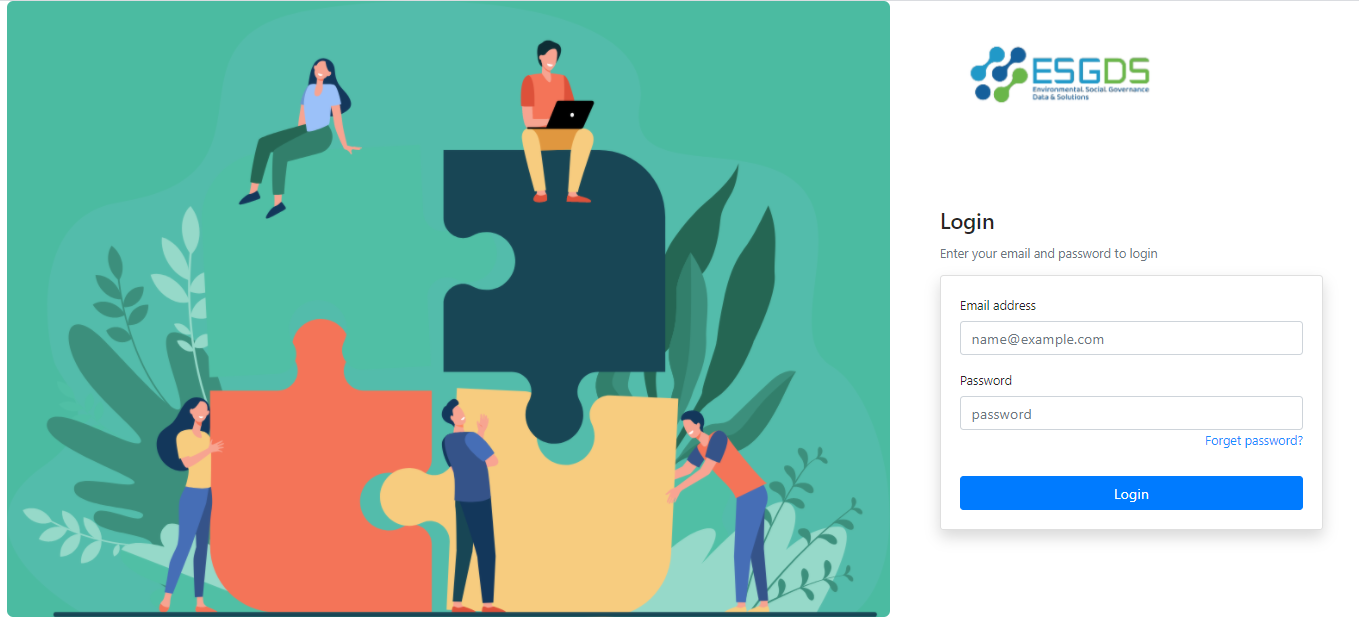 ESGDS
Environmental Social Governance
Data & Solutions
Login
Enter your email and password to login
Email address
name@example.com
Password
password
Forget password?
Login